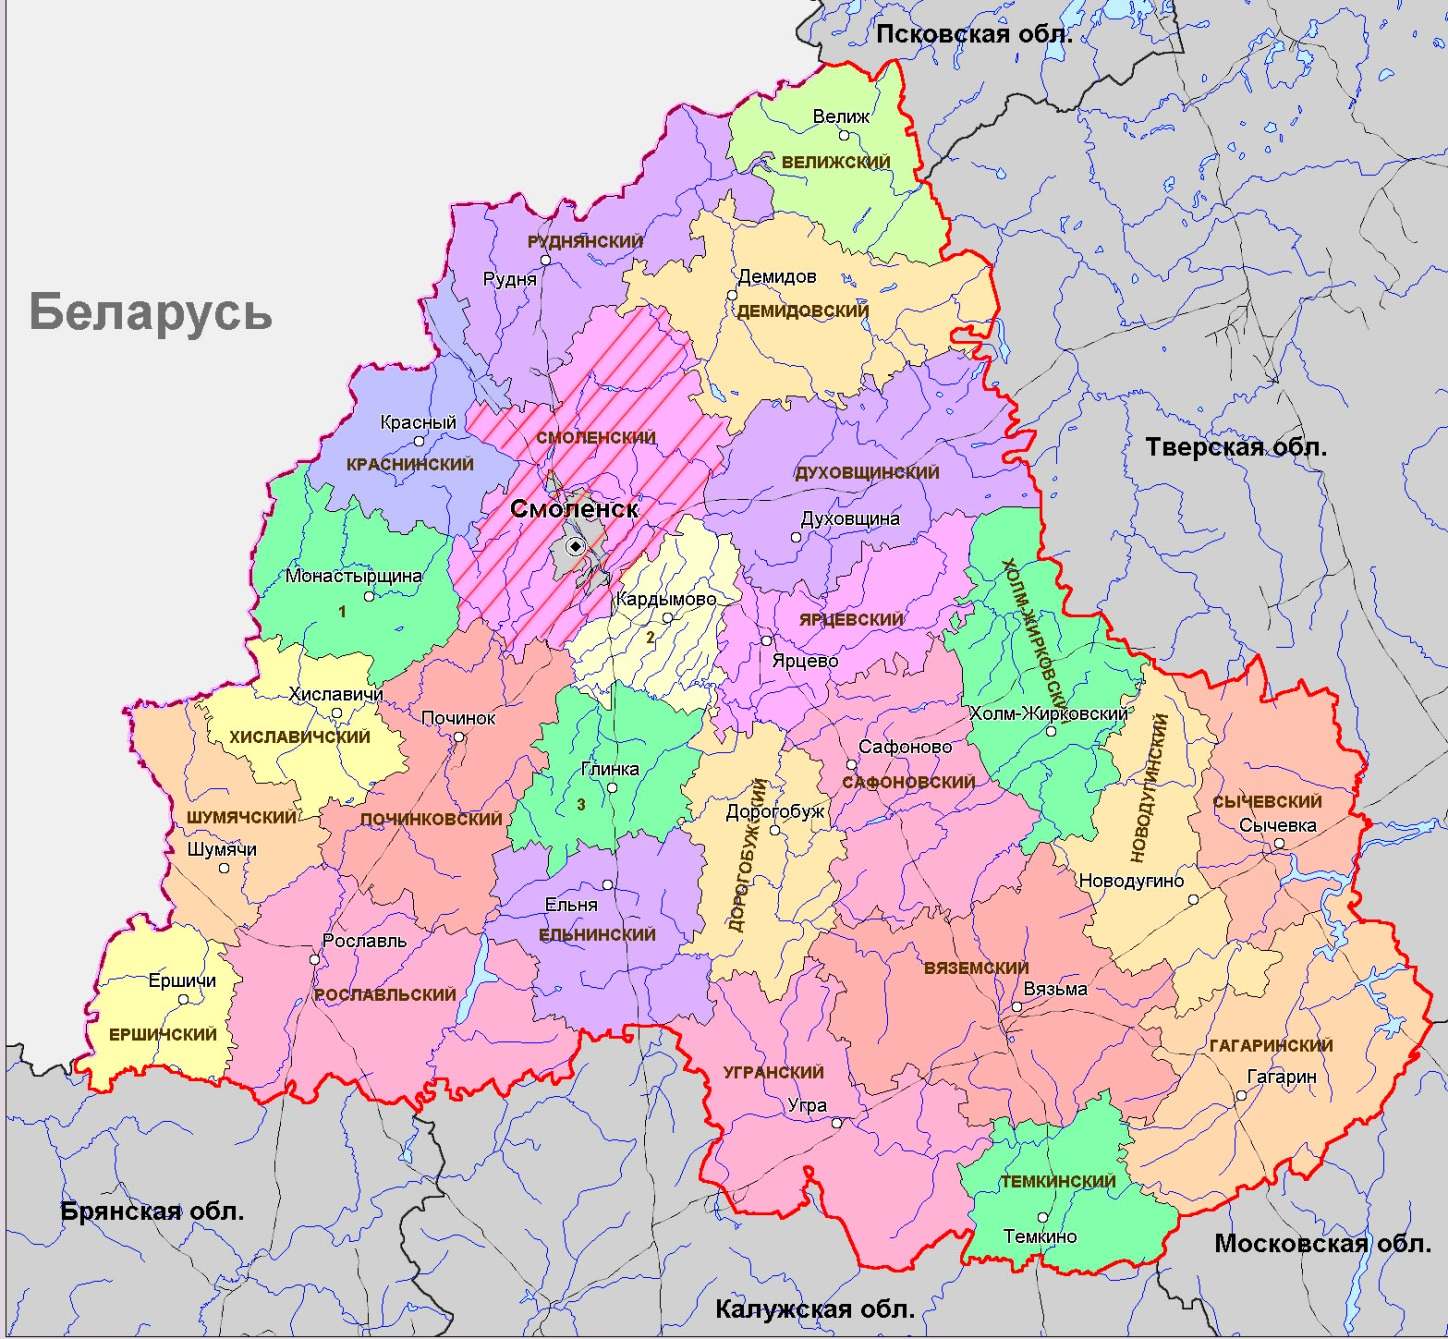 Псковская обл.
Велиж
ВЕЛИЖСКИЙ
РУДНЯНСКИЙ
Рудня
Демидов
ДЕМИДОВСКИЙ
Беларусь
Красный
КРАСНИНСКИЙ
СМОЛЕНСКИЙ
Смоленск
Тверская обл.
ДУХОВЩИНСКИЙ
Духовщина
Монастырщина
1
Кардымово
2
ЯРЦЕВСКИЙ
Ярцево
ХОЛМ-ЖИРКОВСКИЙ
Холм-Жирковский
Хиславичи
ХИСЛАВИЧСКИЙ
Починок
ПОЧИНКОВСКИЙ
Глинка
3
Сафоново
САФОНОВСКИЙ
Дорогобуж
ДОРОГОБУЖСКИЙ
НОВОДУГИНСКИЙ
Новодугино
СЫЧЕВСКИЙ
Сычевка
ШУМЯЧСКИЙ
Шумячи
Ельня
ЕЛЬНИНСКИЙ
Рославль
РОСЛАВЛЬСКИЙ
Ершичи
ЕРШИЧСКИЙ
ВЯЗЕМСКИЙ
Вязьма
ГАГАРИНСКИЙ
Гагарин
УГРАНСКИЙ
Угра
ТЕМКИНСКИЙ
Темкино
Брянская обл.
Калужская обл.
Московская обл.